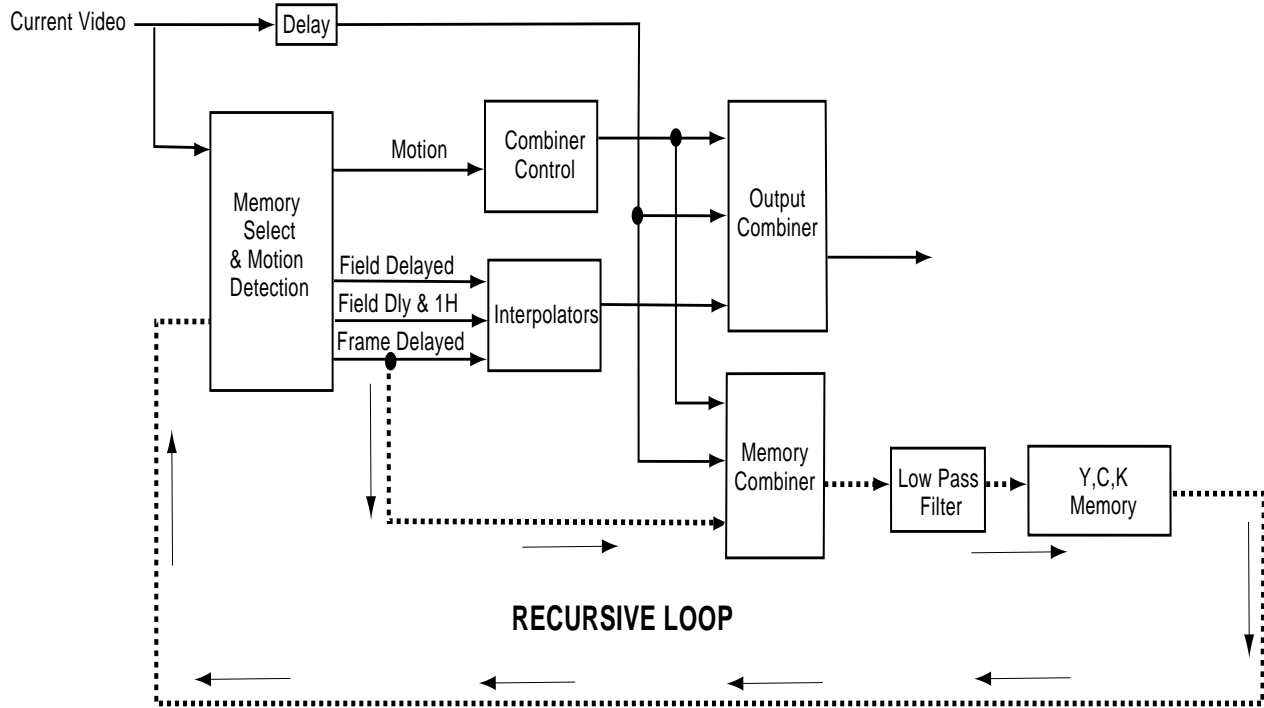 Current Video
Delay
Combiner
Control
Motion
Output
Combiner
Memory
Select
& Motion
Detection
Field Delayed
Field Dly & 1H
Frame Delayed
Interpolators
Memory
Combiner
Low Pass
Filter
Y,C,K
Memory
RECURSIVE LOOP